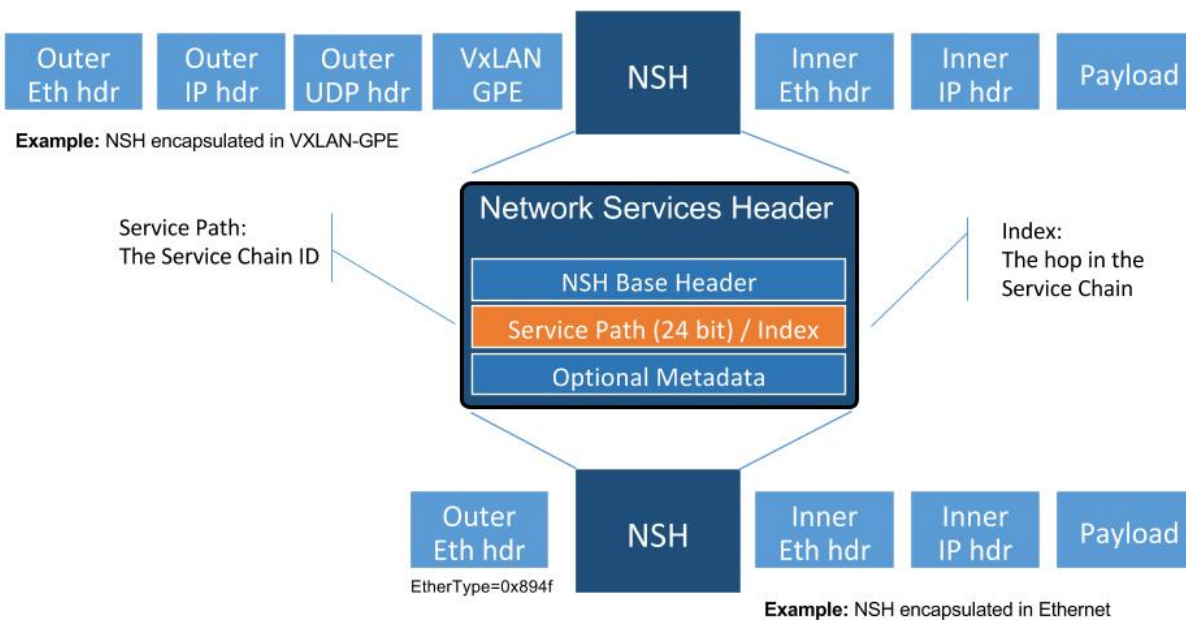 Outer
Eth hdr
Outer
IP hdr
Outer
UDP hdr
VxLAN
GPE
NSH
Inner
Eth hdr
Inner
IP hdr
Payload
Example: NSH encapsulated in VXLAN-GPE
Service Path:
The Service Chain ID
Network Services Header
NSH Base Header
Service Path (24 bit) / Index
Optional Metadata
Index:
The hop in the
Service Chain
Outer
Eth hdr
NSH
Inner
Eth hdr
Inner
IP hdr
Payload
EtherType=0x894f
Example: NSH encapsulated in Ethernet